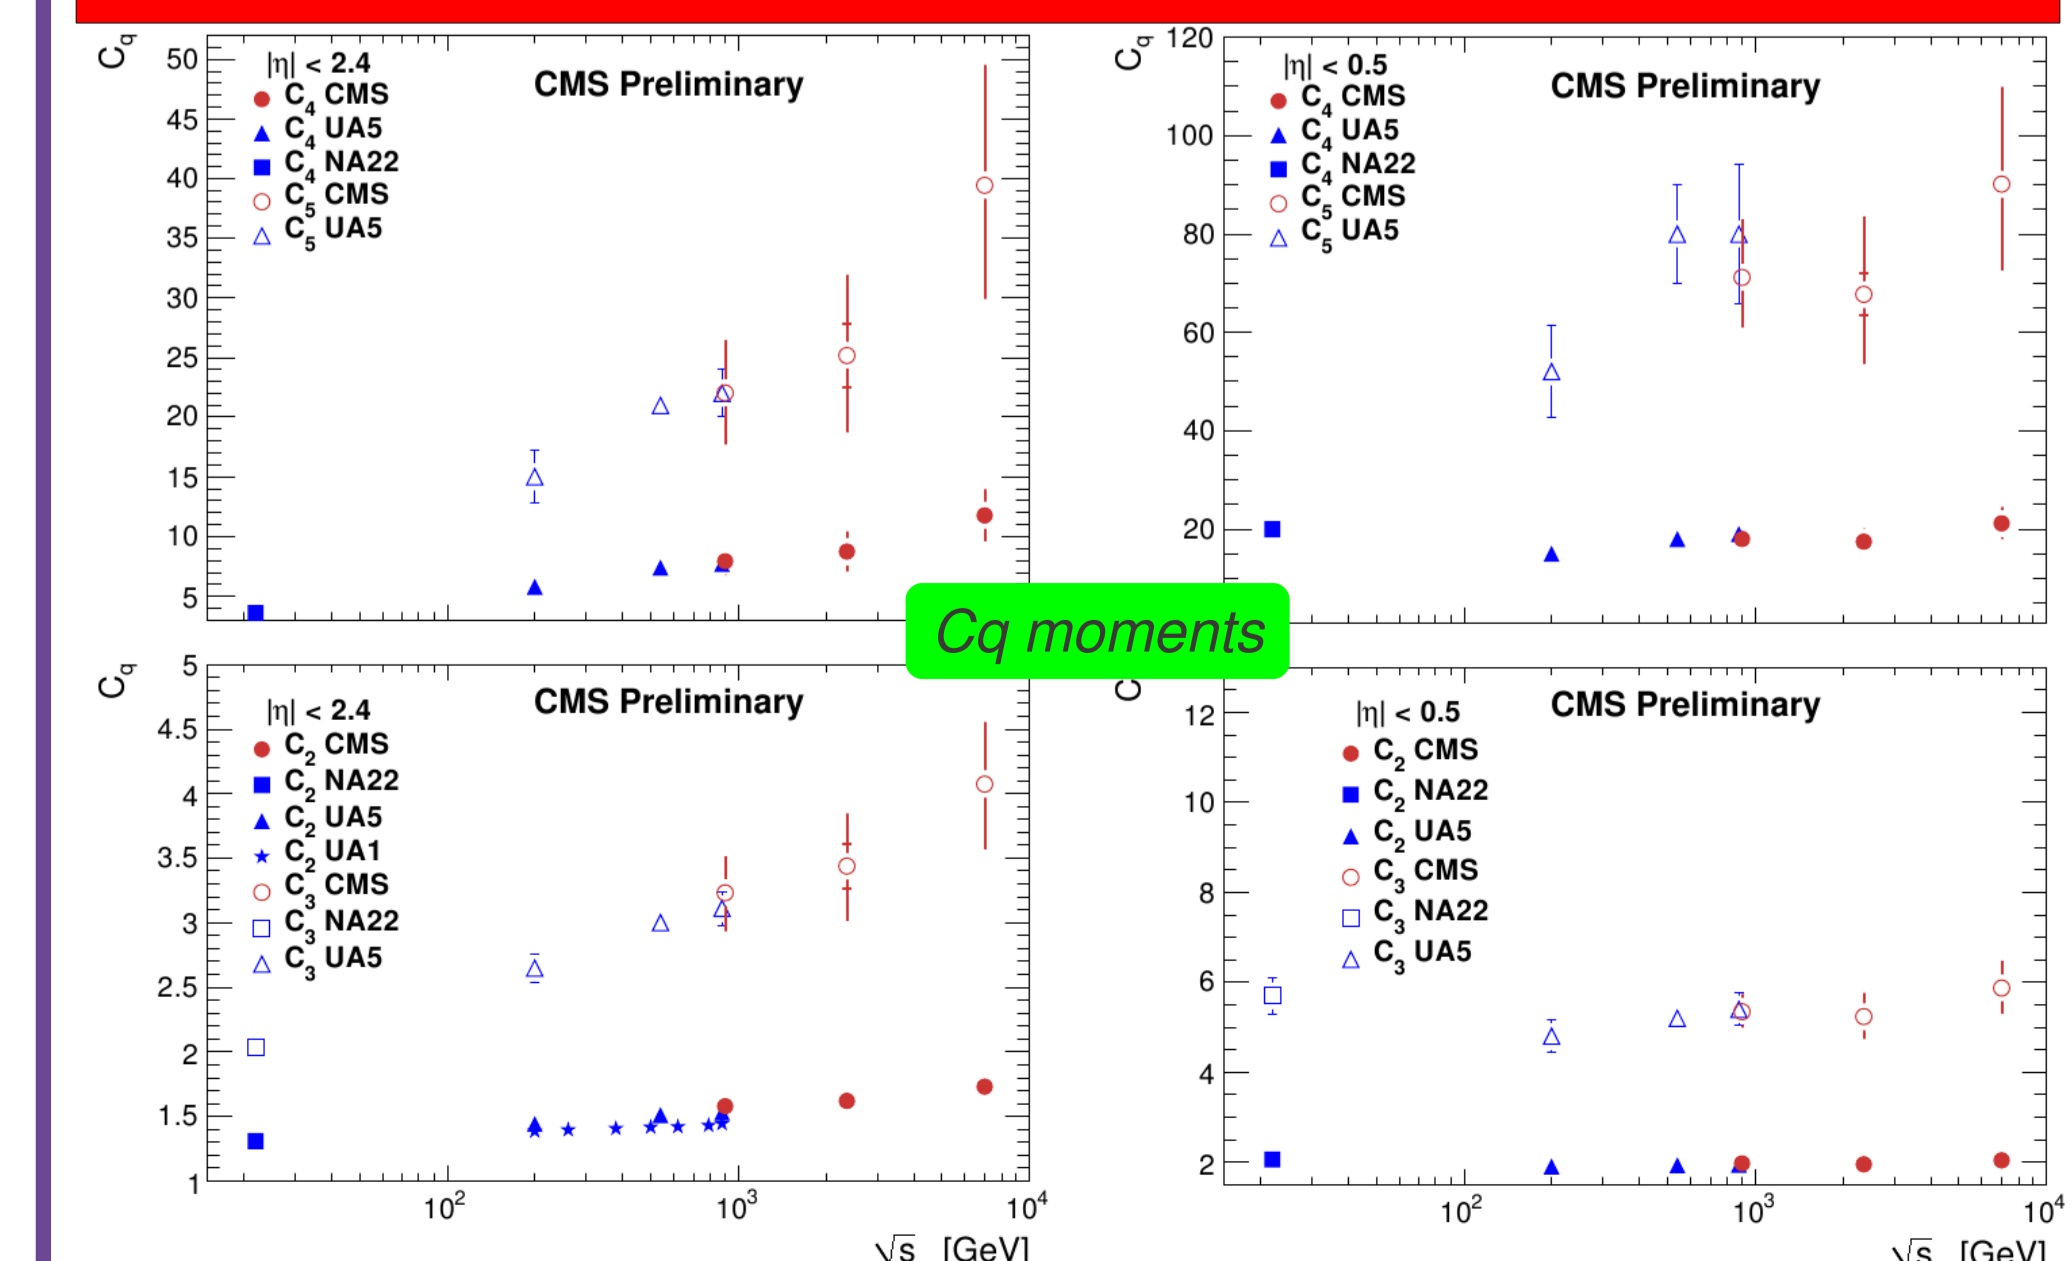 C_q
50
45
40
35
30
25
20
15
10
5
|η| < 2.4
C_4 CMS
C_4 UA5
C_4 NA22
C_5 CMS
C_5 UA5
CMS Preliminary
C_q
120
100
80
60
40
20
|η| < 0.5
C_4 CMS
C_4 UA5
C_4 NA22
C_5 CMS
C_5 UA5
CMS Preliminary
Cq moments
C_q
5
4.5
4
3.5
3
2.5
2
1.5
1
|η| < 2.4
C_2 CMS
C_2 NA22
C_2 UA5
C_2 UA1
C_3 CMS
C_3 NA22
C_3 UA5
CMS Preliminary
10^2
10^3
10^4
√s [GeV]
C
12
10
8
6
4
2
|η| < 0.5
C_2 CMS
C_2 NA22
C_2 UA5
C_3 CMS
C_3 NA22
C_3 UA5
CMS Preliminary
10^2
10^3
10^4
√s [GeV]